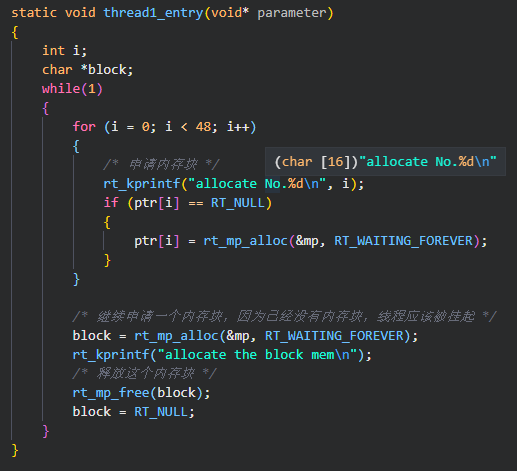 static void thread1_entry(void* parameter)
{
    int i;
    char *block;
    while(1)
    {
        for (i = 0; i < 48; i++)
        {
            /* 申请内存块 */
            (char [16])"allocate No.%d\n"
            rt_kprintf("allocate No.%d\n", i);
            if (ptr[i] == RT_NULL)
            {
                ptr[i] = rt_mp_alloc(&mp, RT_WAITING_FOREVER);
            }
        }

        /* 继续申请一个内存块，因为已经没有内存块，线程应该被挂起 */
        block = rt_mp_alloc(&mp, RT_WAITING_FOREVER);
        rt_kprintf("allocate the block mem\n");
        /* 释放这个内存块 */
        rt_mp_free(block);
        block = RT_NULL;
    }
}